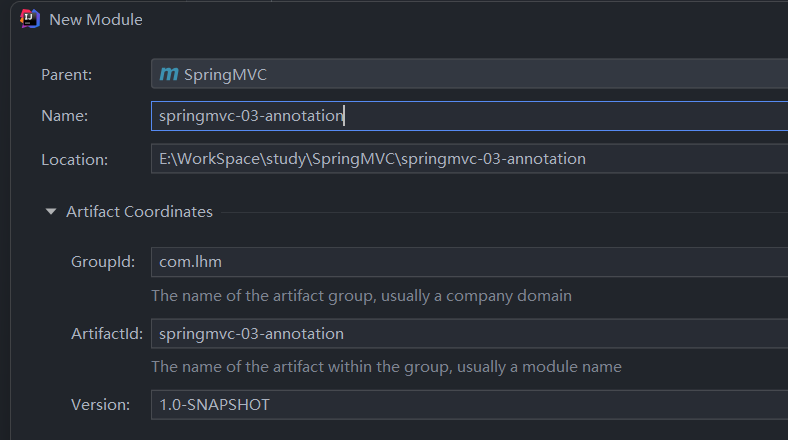 New Module
Parent: m SpringMVC
Name: springmvc-03-annotation
Location: E:\WorkSpace\study\SpringMVC\springmvc-03-annotation
Artifact Coordinates
GroupId: com.lhm
The name of the artifact group, usually a company domain
ArtifactId: springmvc-03-annotation
The name of the artifact within the group, usually a module name
Version: 1.0-SNAPSHOT